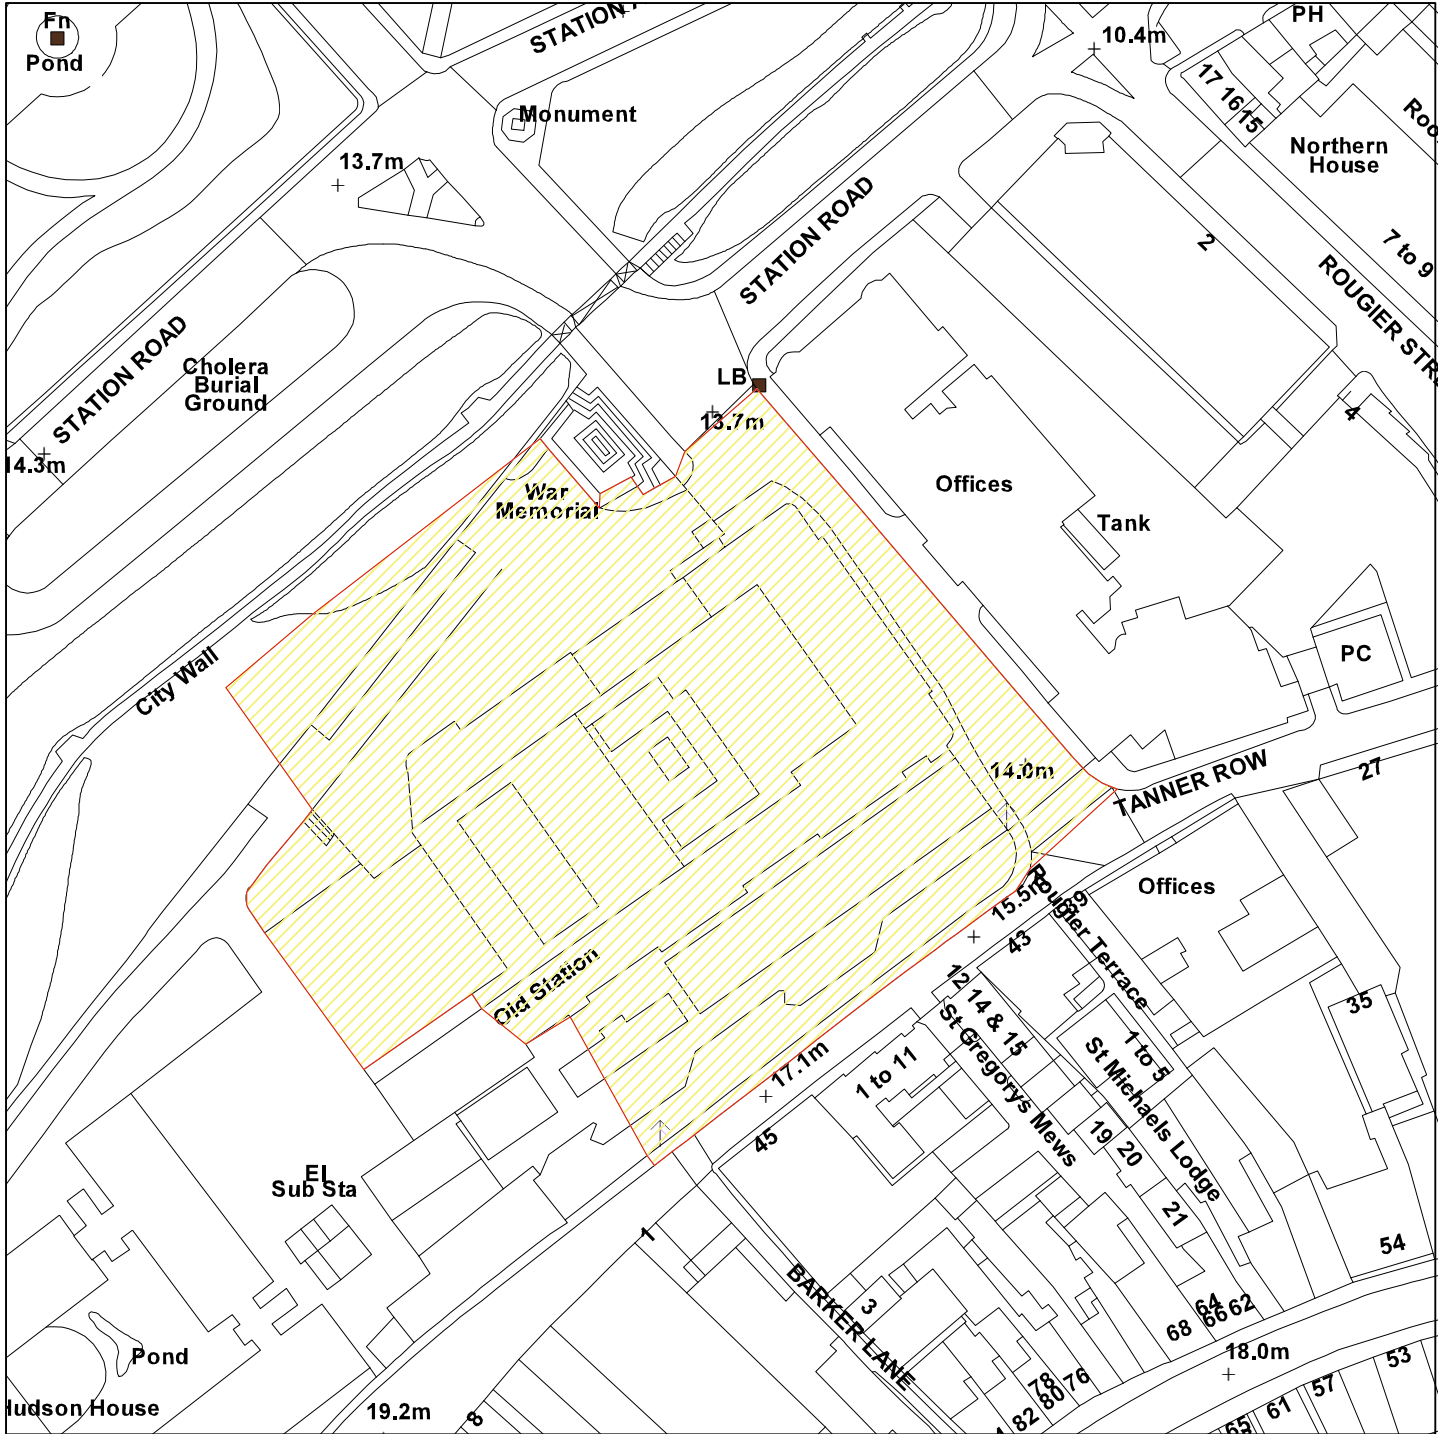 Fn
Pond
STATION
PH
10.4m
17
16
15
Monument
Northern
House
13.7m
STATION ROAD
2
7 to 9
ROUGIER
STATION ROAD
Cholera
Burial
Ground
LB
13.7m
4
14.3m
War
Memorial
Offices
Tank
City Wall
PC
14.0m
TANNER ROW
27
Offices
15.5m
39
Rougier Terrace
43
Old Station
12
14 & 15
35
17.1m
1 to 11
St Gregorys Mews
1 to 5
St Michaels Lodge
45
19
20
21
El
Sub Sta
1
54
BARKER LANE
3
64
66
62
68
18.0m
Pond
78
80
76
53
57
Hudson House
19.2m
8
82
61
65